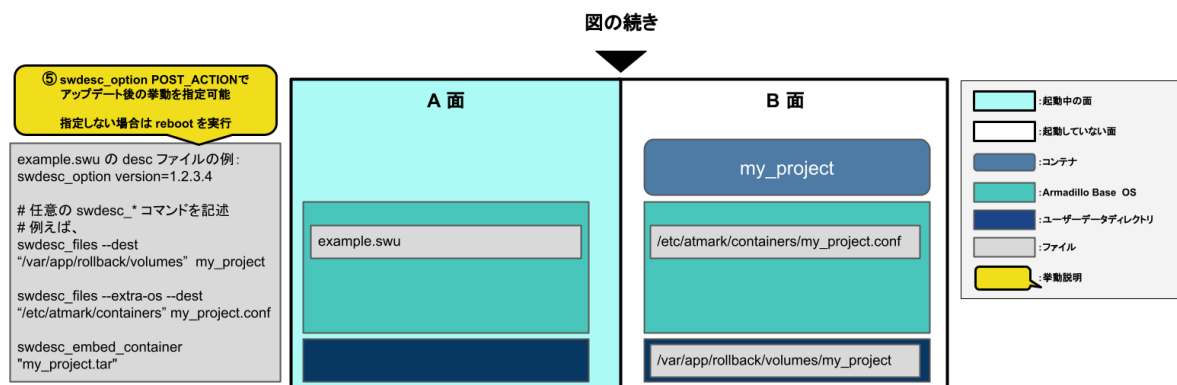 図の続き
⑤ swdesc_option POST_ACTIONで
アップデート後の挙動を指定可能
指定しない場合は reboot を実行
example.swu の desc ファイルの例:
swdesc_option version=1.2.3.4
# 任意の swdesc_* コマンドを記述
# 例えば、
swdesc_files --dest
“/var/app/rollback/volumes” my_project
swdesc_files --extra-os --dest
“/etc/atmark/containers” my_project.conf
swdesc_embed_container
"my_project.tar"
A 面
example.swu
B 面
my_project
/etc/atmark/containers/my_project.conf
/var/app/rollback/volumes/my_project
:起動中の面
:起動していない面
:コンテナ
:Armadillo Base OS
:ユーザーデータディレクトリ
:ファイル
:挙動説明